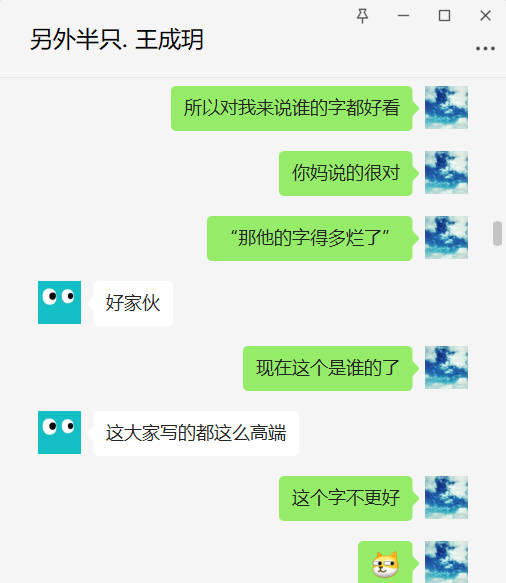 另外半只. 王成玥
所以对我来说谁的字都好看
你妈说的很对
“那他的字得多烂了”
好家伙
现在这个是谁的了
这大家写的都这么高端
这个字不更好